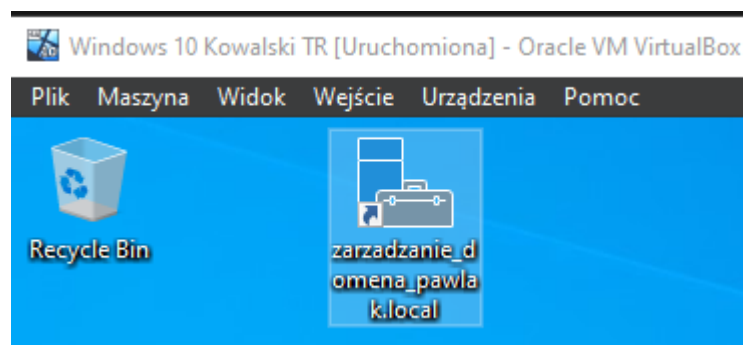 Windows 10 Kowalski TR [Uruchomiona] - Oracle VM VirtualBox
Plik Maszyna Widok Wejście Urządzenia Pomoc
Recycle Bin
zarzadzanie_d
omena_pawla
k.local